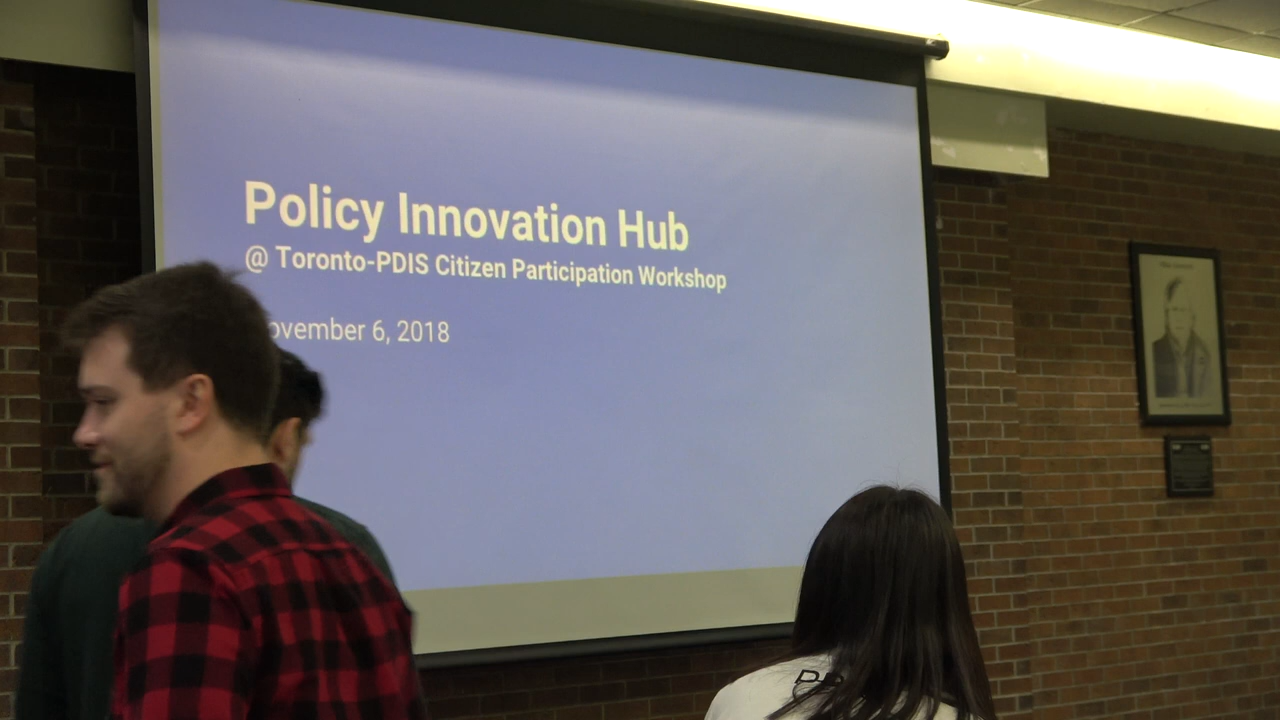 Policy Innovation Hub
@ Toronto-PDIS Citizen Participation Workshop
ovember 6, 2018